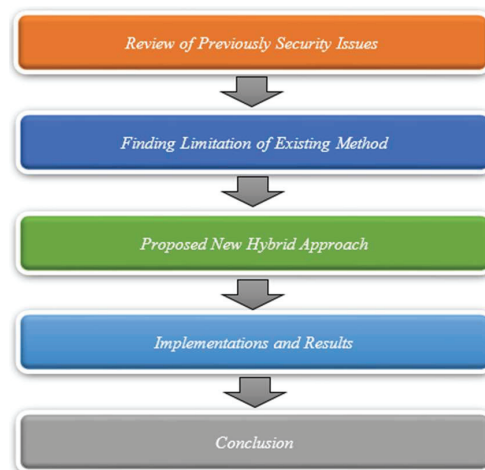 Review of Previously Security Issues
Finding Limitation of Existing Method
Proposed New Hybrid Approach
Implementations and Results
Conclusion